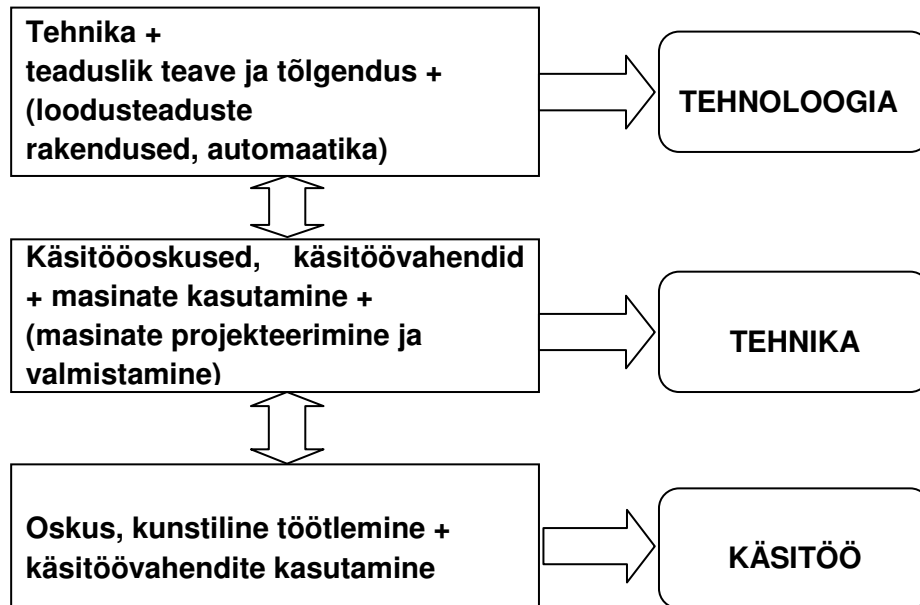 Tehnika +
teaduslik teave ja tõlgendus +
(loodusteaduste
rakendused, automaatika)
TEHNOLOOGIA
Käsitööoskused, käsitöövahendid
+ masinate kasutamine +
(masinate projekteerimine ja
valmistamine)
TEHNIKA
Oskus, kunstiline töötlemine +
käsitöövahendite kasutamine
KÄSITÖÖ